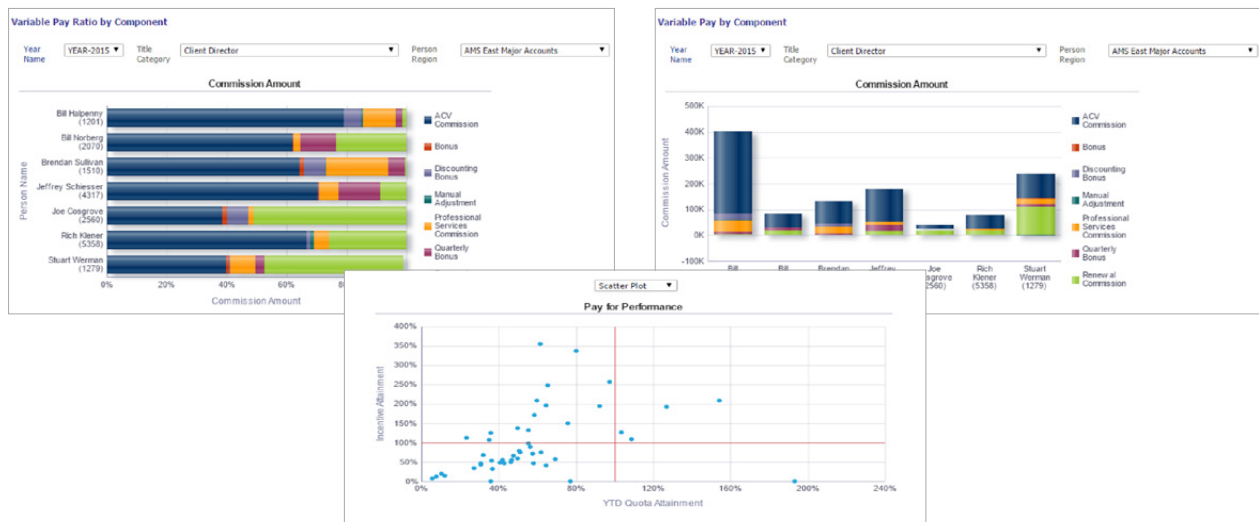 Variable Pay Ratio by Component
Year Name YEAR-2015 Title Category Client Director Person Region AMS East Major Accounts
Commission Amount
Person Name
Bill Halpenny
(1201)
Bill Norberg
(2070)
Brendan Sullivan
(1510)
Jeffrey Schiesser
(4317)
Joe Cosgrove
(2560)
Rich Klener
(5358)
Stuart Werman
(1279)
0% 20% 40% 60%
Commission Amount
ACV
Commission
Bonus
Discounting
Bonus
Manual
Adjustment
Professional
Services
Commission
Quarterly
Bonus
Variable Pay by Component
Year Name YEAR-2015 Title Category Client Director Person Region AMS East Major Accounts
Commission Amount
Commission Amount
500K
400K
300K
200K
100K
0K
-100K
Bill Bill Brendan Jeffrey Joe Rich Stuart
Klener Werman
(5358) (1279)
ACV
Commission
Bonus
Discounting
Bonus
Manual
Adjustment
Professional
Services
Commission
Quarterly
Bonus
Renewal
Commission
Scatter Plot
Pay for Performance
Incentive Attainment
400%
350%
300%
250%
200%
150%
100%
50%
0%
0% 40% 80% 120% 160% 200% 240%
YTD Quota Attainment